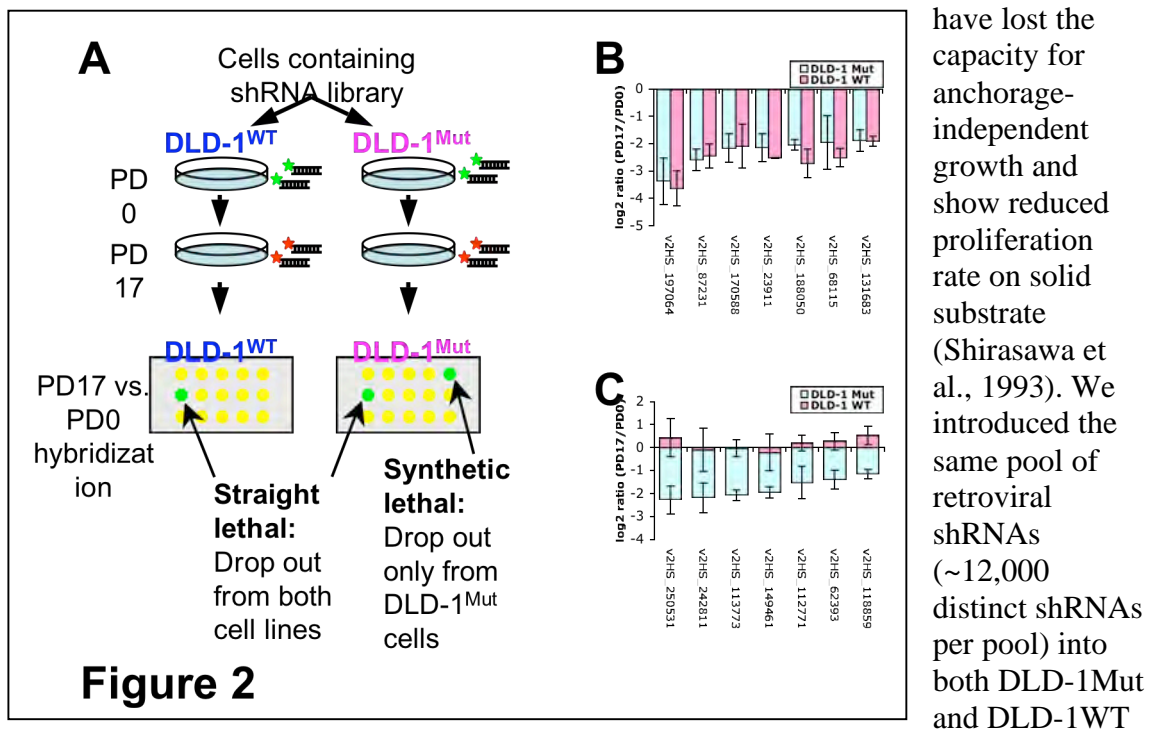 A
Cells containing
shRNA library
DLD-1WT
DLD-1Mut
PD
0
PD
17
DLD-1WT
DLD-1Mut
PD17 vs.
PD0
hybridizat
ion
Straight
lethal:
Drop out
from both
cell lines
Synthetic
lethal:
Drop out
only from
DLD-1Mut
cells
Figure 2
B
DLD-1 Mut
DLD-1 WT
log2 ratio (PD17/PD0)
0
-1
-2
-3
-4
-5
v2HS_197064
v2HS_87231
v2HS_170588
v2HS_23911
v2HS_188050
v2HS_68115
v2HS_131683
C
DLD-1 Mut
DLD-1 WT
log2 ratio (PD17/PD0)
2
1
0
-1
-2
-3
-4
v2HS_250531
v2HS_242811
v2HS_113773
v2HS_149461
v2HS_112771
v2HS_62393
v2HS_118859
have lost the
capacity for
anchorage-
independent
growth and
show reduced
proliferation
rate on solid
substrate
(Shirasawa et
al., 1993). We
introduced the
same pool of
retroviral
shRNAs
(~12,000
distinct shRNAs
per pool) into
both DLD-1Mut
and DLD-1WT